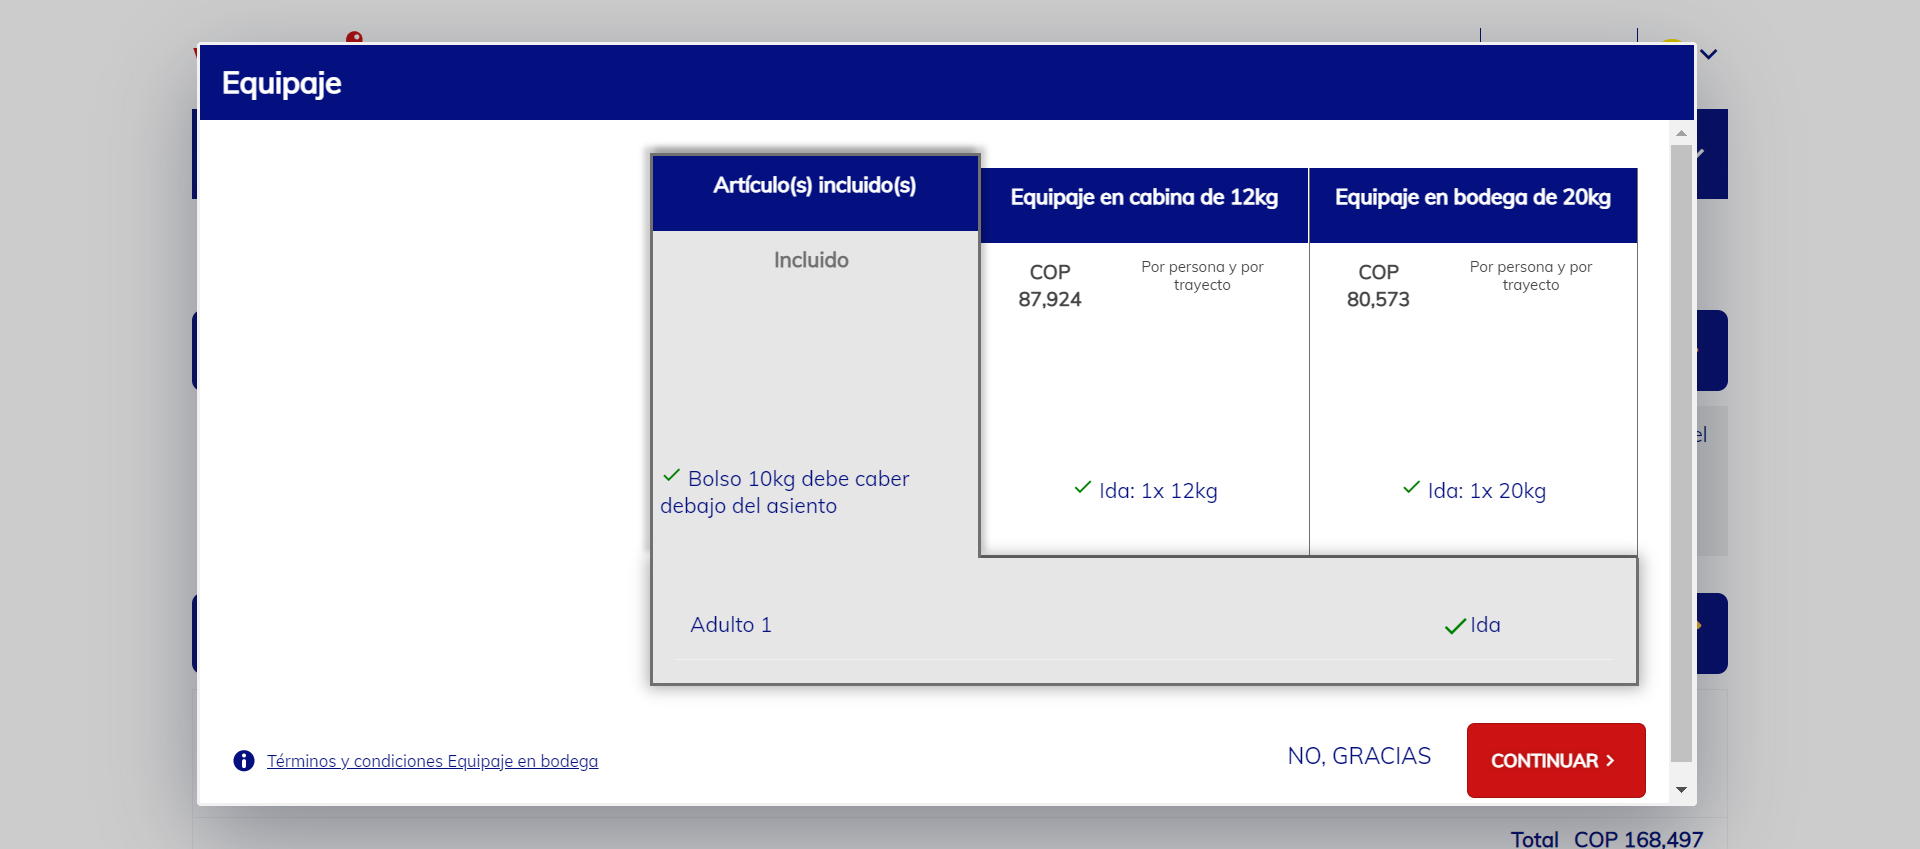 Equipaje
Artículo(s) incluido(s)
Equipaje en cabina de 12kg
Equipaje en bodega de 20kg
Incluido
COP
87,924
Por persona y por
trayecto
COP
80,573
Por persona y por
trayecto
Bolso 10kg debe caber
debajo del asiento
Ida: 1x 12kg
Ida: 1x 20kg
Adulto 1
Ida
Términos y condiciones Equipaje en bodega
NO, GRACIAS
CONTINUAR >
el
Total COP 168,497